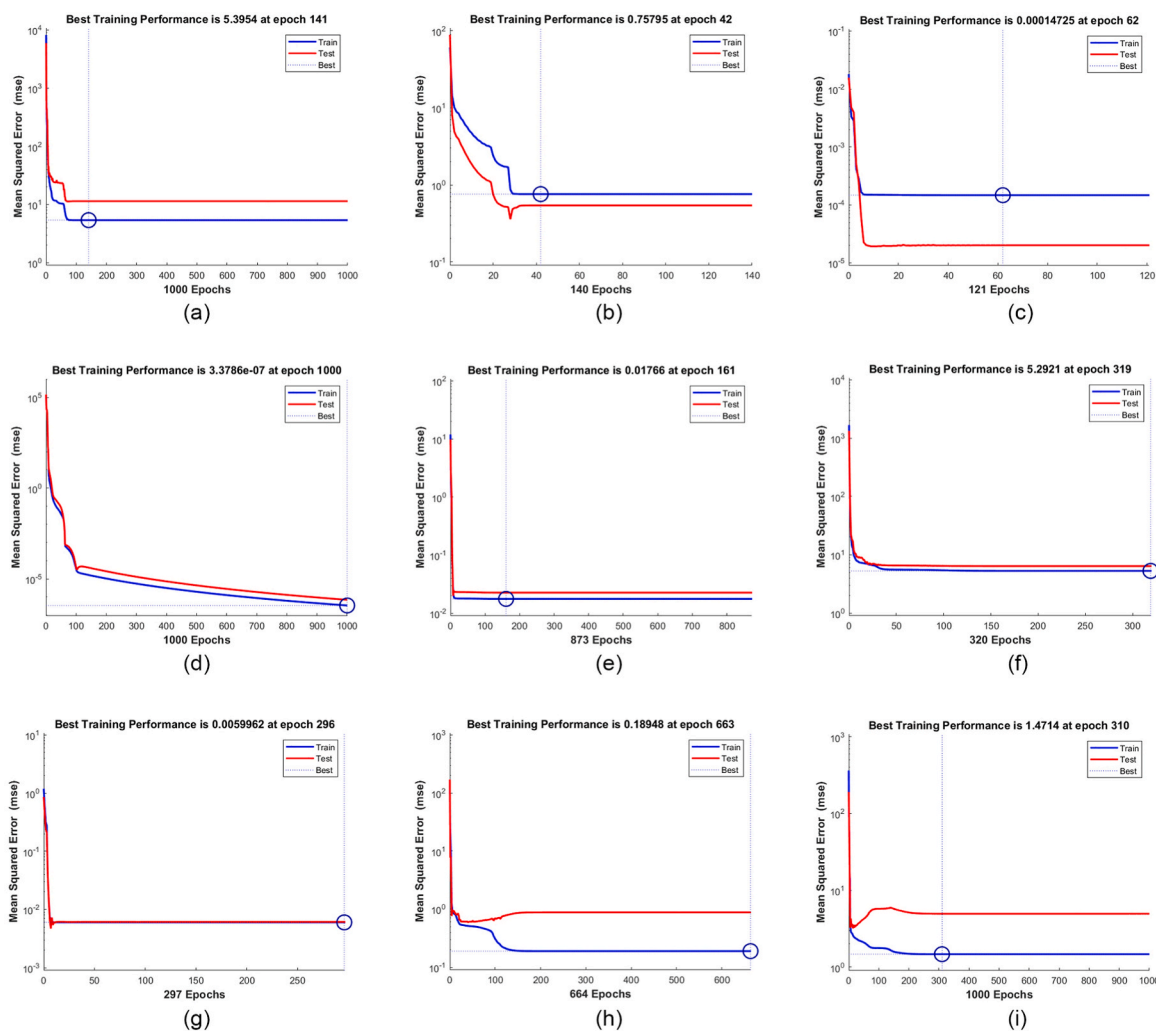 Best Training Performance is 5.3954 at epoch 141
Mean Squared Error (mse)
10^4
10^3
10^2
10^1
10^0
Train
Test
Best
0 100 200 300 400 500 600 700 800 900 1000
1000 Epochs
(a)
Best Training Performance is 0.75795 at epoch 42
Mean Squared Error (mse)
10^2
10^1
10^0
10^-1
Train
Test
Best
0 20 40 60 80 100 120 140
140 Epochs
(b)
Best Training Performance is 0.00014725 at epoch 62
Mean Squared Error (mse)
10^-1
10^-2
10^-3
10^-4
10^-5
Train
Test
Best
0 20 40 60 80 100 120
121 Epochs
(c)
Best Training Performance is 3.3786e-07 at epoch 1000
Mean Squared Error (mse)
10^5
10^0
10^-5
Train
Test
Best
0 100 200 300 400 500 600 700 800 900 1000
1000 Epochs
(d)
Best Training Performance is 0.01766 at epoch 161
Mean Squared Error (mse)
10^2
10^1
10^0
10^-1
10^-2
Train
Test
Best
0 100 200 300 400 500 600 700 800
873 Epochs
(e)
Best Training Performance is 5.2921 at epoch 319
Mean Squared Error (mse)
10^4
10^3
10^2
10^1
10^0
Train
Test
Best
0 50 100 150 200 250 300
320 Epochs
(f)
Best Training Performance is 0.0059962 at epoch 296
Mean Squared Error (mse)
10^1
10^0
10^-1
10^-2
10^-3
Train
Test
Best
0 50 100 150 200 250
297 Epochs
(g)
Best Training Performance is 0.18948 at epoch 663
Mean Squared Error (mse)
10^3
10^2
10^1
10^0
10^-1
Train
Test
Best
0 100 200 300 400 500 600
664 Epochs
(h)
Best Training Performance is 1.4714 at epoch 310
Mean Squared Error (mse)
10^3
10^2
10^1
10^0
Train
Test
Best
0 100 200 300 400 500 600 700 800 900 1000
1000 Epochs
(i)